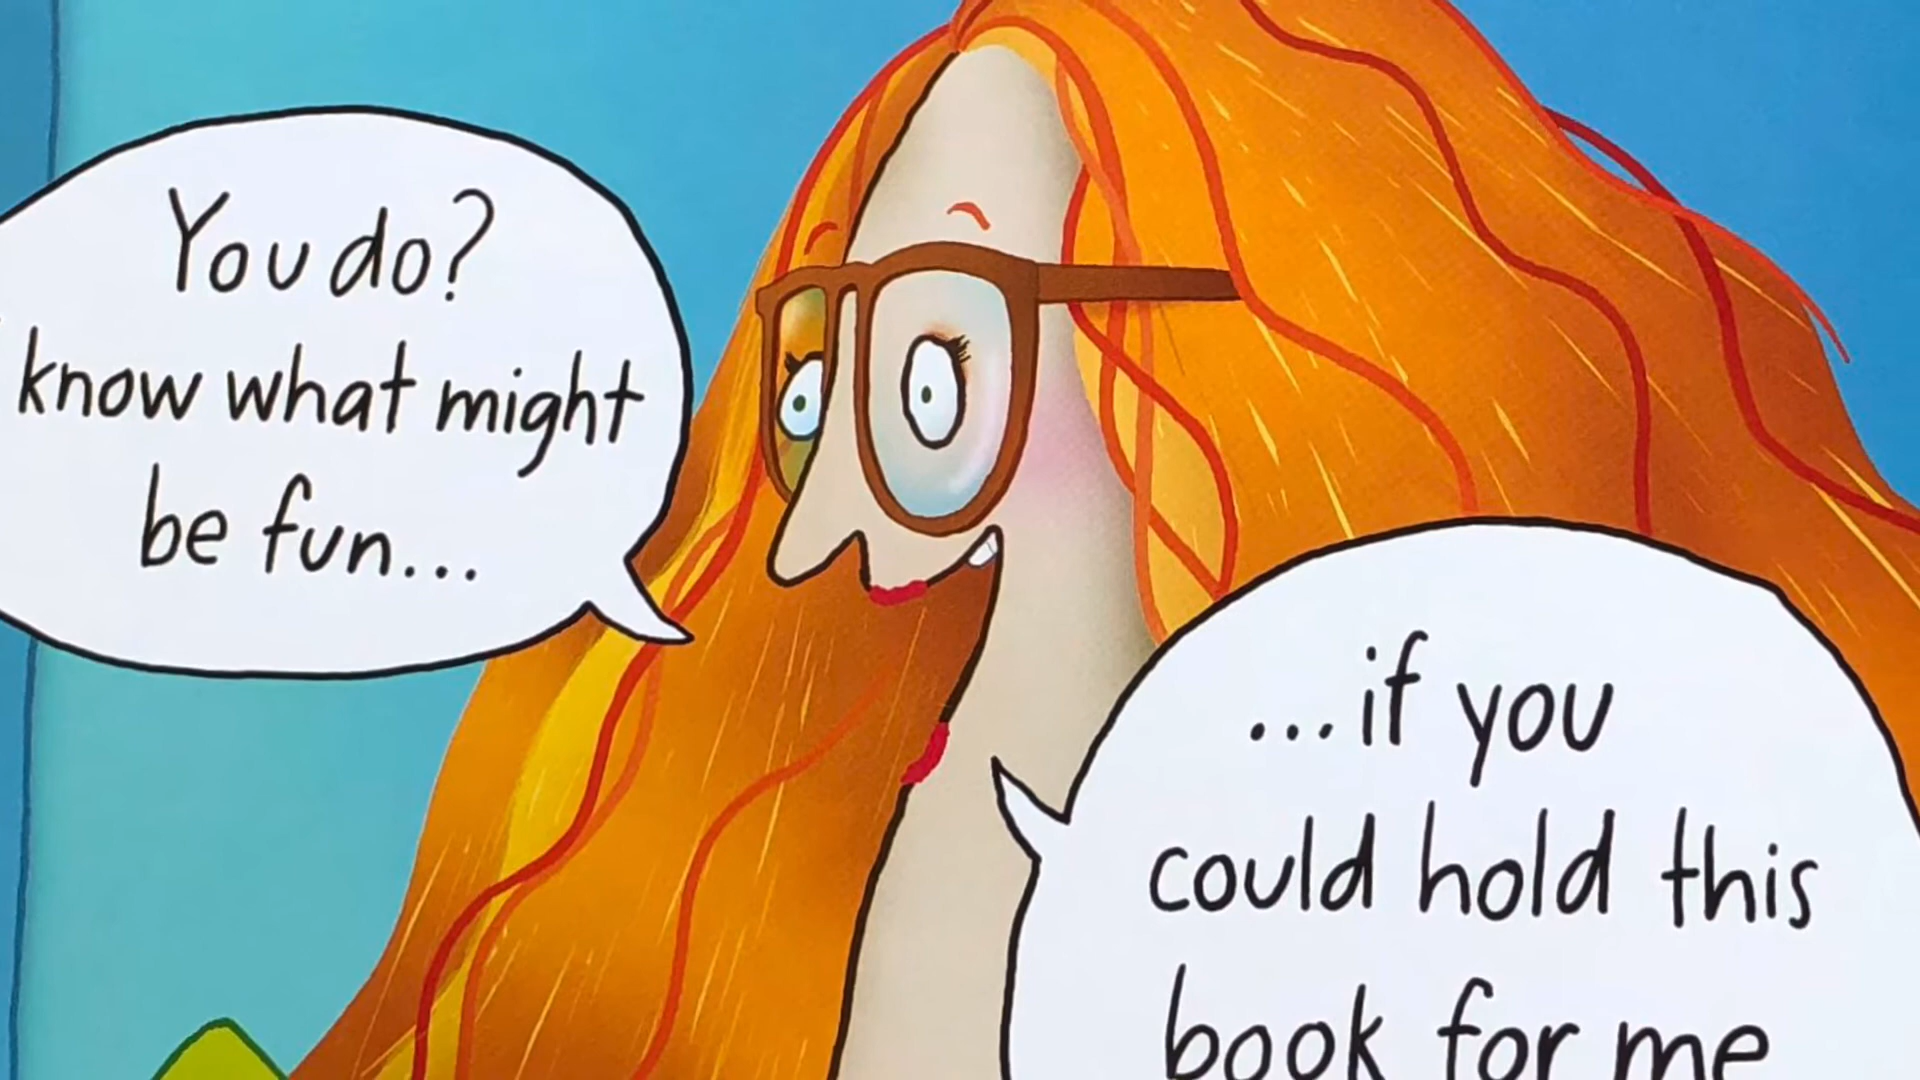 You do?
know what might
be fun...
...if you
could hold this
book for me